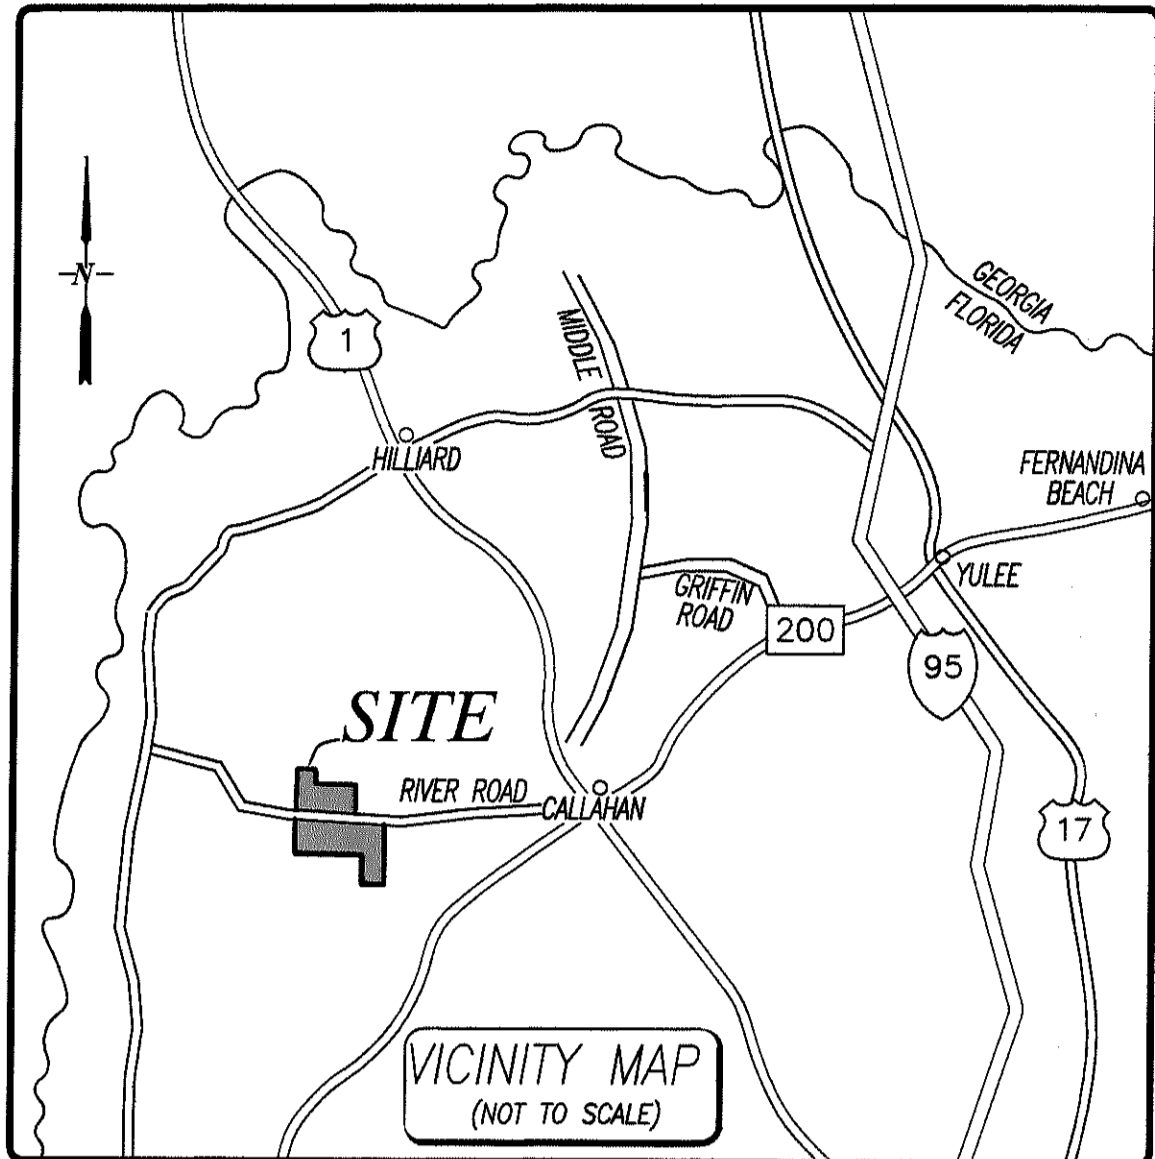 N
GEORGIA
FLORIDA
1
MIDDLE ROAD
HILLIARD
FERNANDINA
BEACH
YULEE
GRIFFIN
ROAD
200
95
SITE
RIVER ROAD
CALLAHAN
17
VICINITY MAP
(NOT TO SCALE)